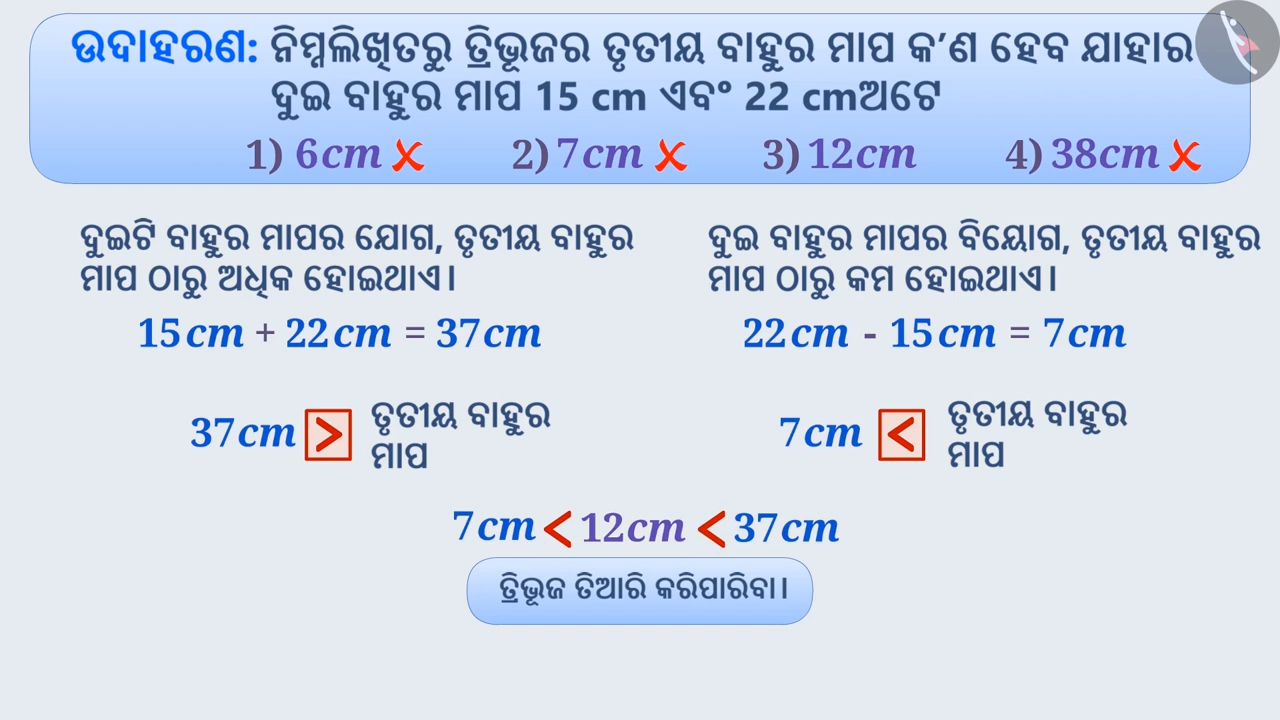 ଉଦାହରଣ: ନିମ୍ନଲିଖିତରୁ ତ୍ରିଭୂଜର ତୃତୀୟ ବାହୁର ମାପ କ'ଣ ହେବ ଯାହାର
ଦୁଇ ବାହୁର ମାପ 15 cm ଏବଂ 22 cmଅଟେ
1) 6cm ✗ 2) 7cm ✗ 3) 12cm 4) 38cm ✗
ଦୁଇଟି ବାହୁର ମାପର ଯୋଗ, ତୃତୀୟ ବାହୁର
ମାପ ଠାରୁ ଅଧିକ ହୋଇଥାଏ।
15cm + 22cm = 37cm
37cm > ତୃତୀୟ ବାହୁର
ମାପ
ଦୁଇ ବାହୁର ମାପର ବିୟୋଗ, ତୃତୀୟ ବାହୁର
ମାପ ଠାରୁ କମ ହୋଇଥାଏ।
22cm - 15cm = 7cm
7cm < ତୃତୀୟ ବାହୁର
ମାପ
7cm < 12cm < 37cm
ତ୍ରିଭୂଜ ତିଆରି କରିପାରିବା।